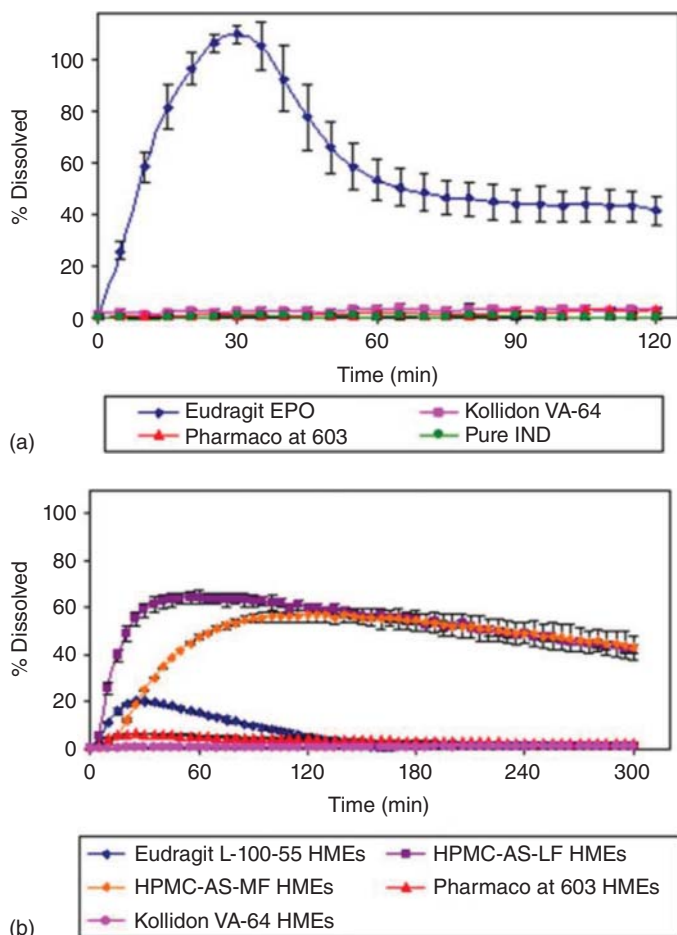 % Dissolved
100
80
60
40
20
0
0 30 60 90 120
Time (min)
Eudragit EPO Kollidon VA-64
Pharmaco at 603 Pure IND
(a)
% Dissolved
100
80
60
40
20
0
0 60 120 180 240 300
Time (min)
Eudragit L-100-55 HMEs HPMC-AS-LF HMEs
HPMC-AS-MF HMEs Pharmaco at 603 HMEs
Kollidon VA-64 HMEs
(b)